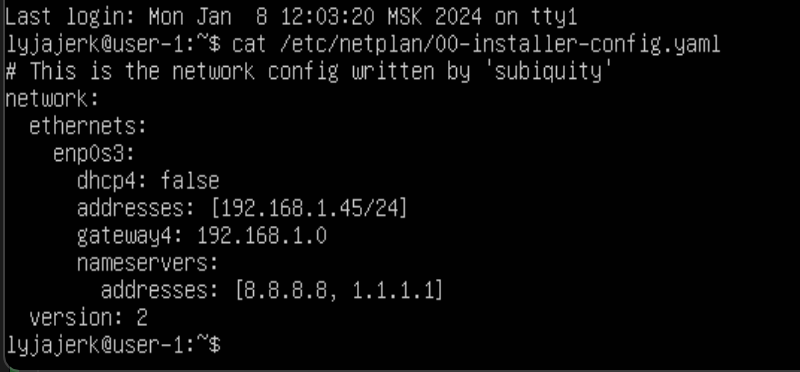 Last login: Mon Jan  8 12:03:20 MSK 2024 on tty1
lyjajerk@user-1:~$ cat /etc/netplan/00-installer-config.yaml
# This is the network config written by 'subiquity'
network:
  ethernets:
    enp0s3:
      dhcp4: false
      addresses: [192.168.1.45/24]
      gateway4: 192.168.1.0
      nameservers:
        addresses: [8.8.8.8, 1.1.1.1]
  version: 2
lyjajerk@user-1:~$